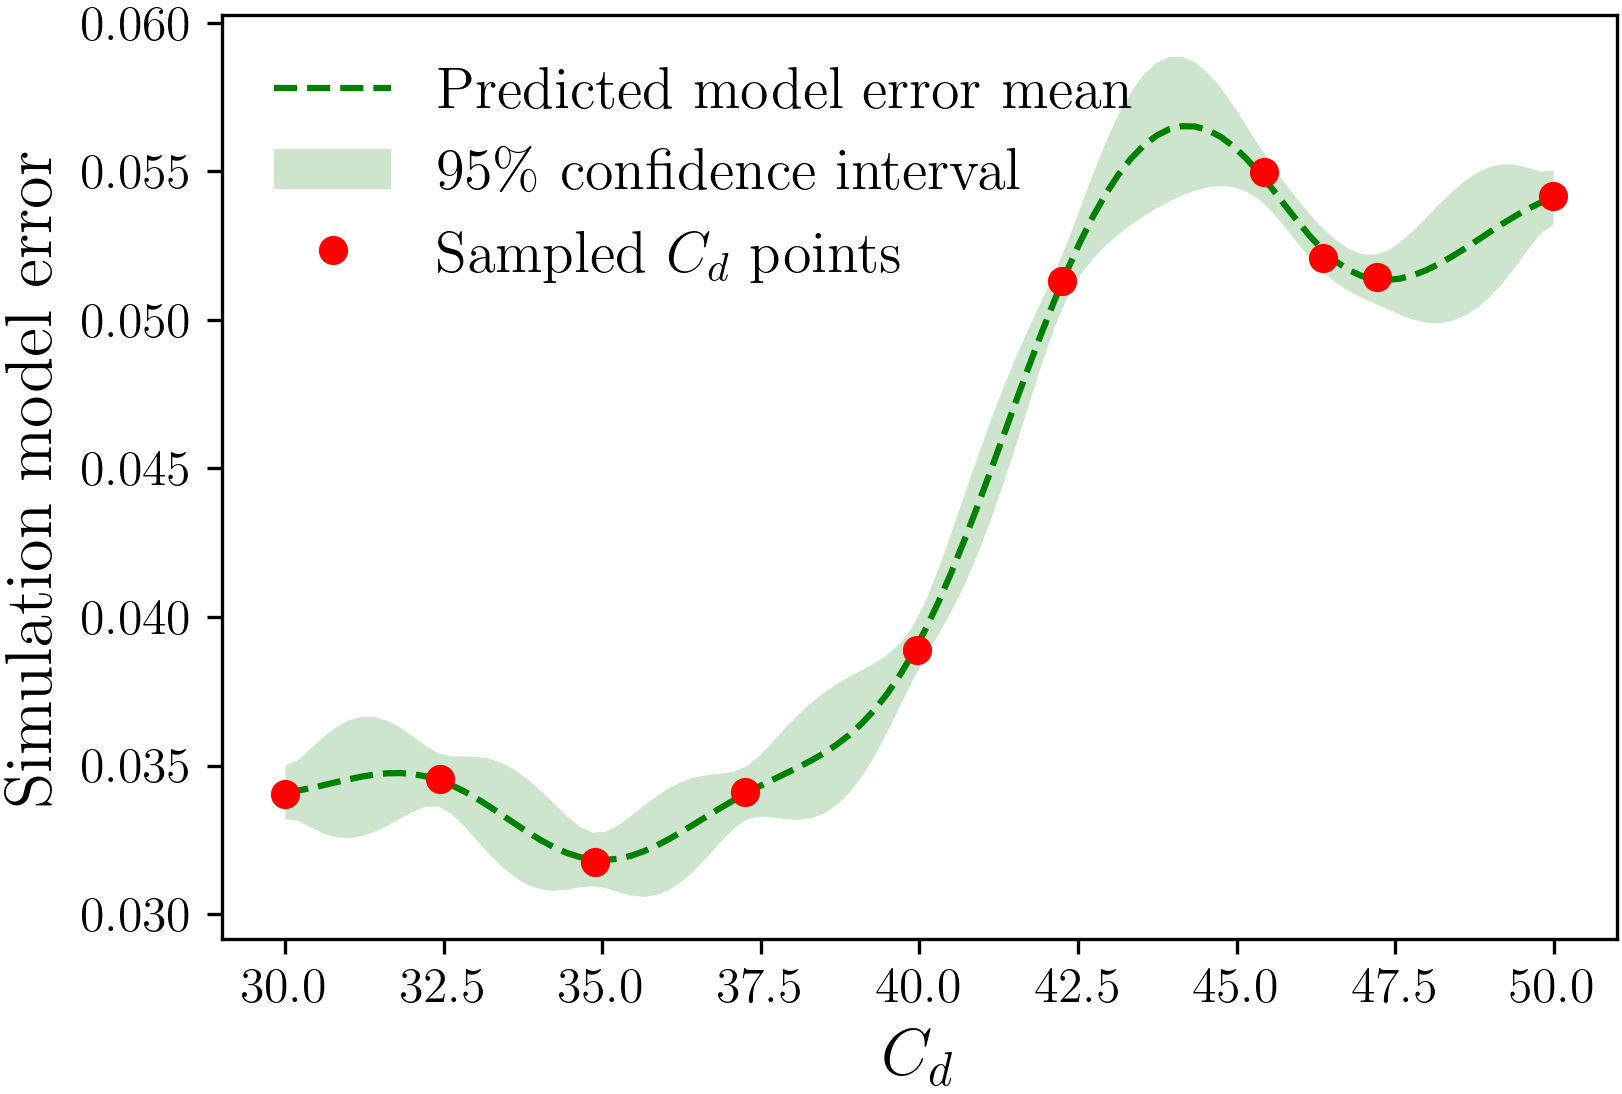 0.060
0.055
0.050
0.045
0.040
0.035
0.030
Simulation model error
Predicted model error mean
95% confidence interval
Sampled C_d points
30.0 32.5 35.0 37.5 40.0 42.5 45.0 47.5 50.0
C_d